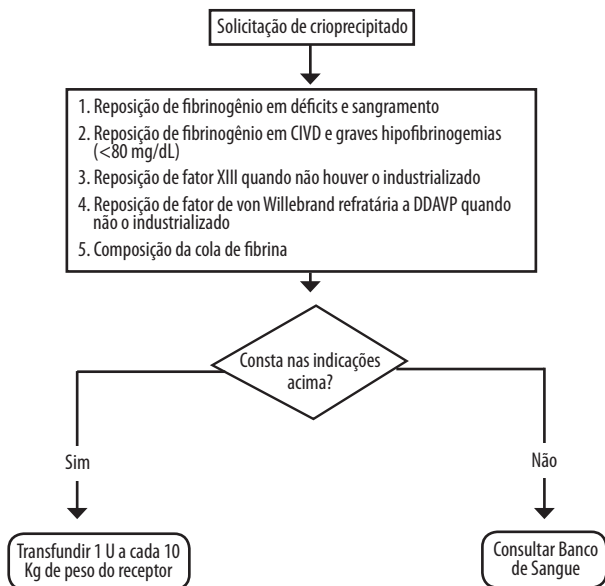 Solicitação de crioprecipitado
1. Reposição de fibrinogênio em déficits e sangramento
2. Reposição de fibrinogênio em CIVD e graves hipofibrinogemias
(<80 mg/dL)
3. Reposição de fator XIII quando não houver o industrializado
4. Reposição de fator de von Willebrand refratária a DDAVP quando
não o industrializado
5. Composição da cola de fibrina
Consta nas indicações
acima?
Sim
Não
Transfundir 1 U a cada 10
Kg de peso do receptor
Consultar Banco
de Sangue